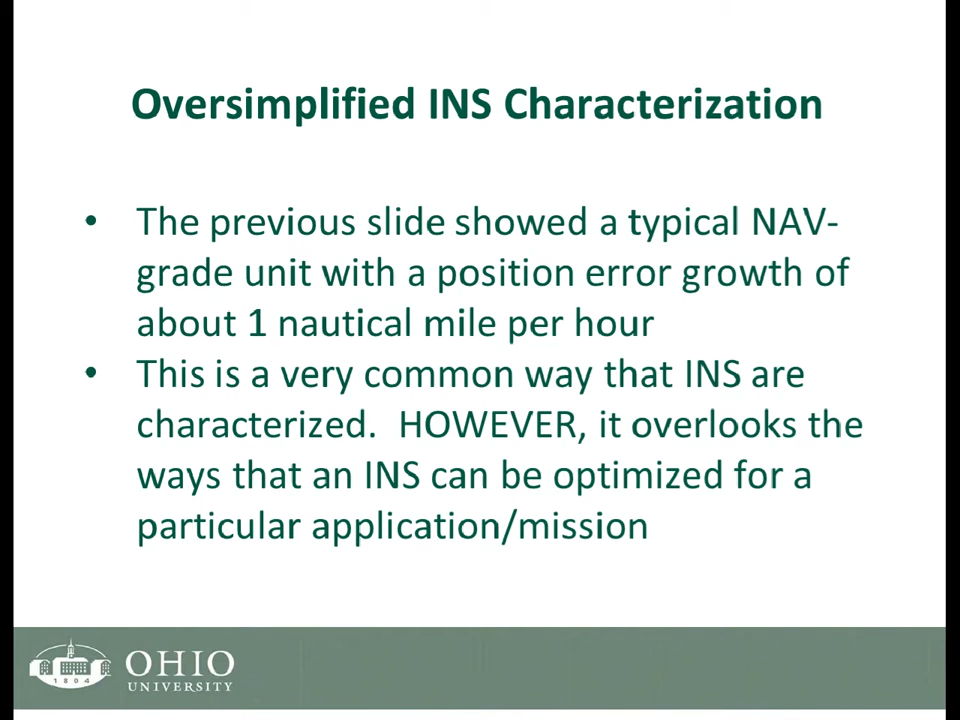 Oversimplified INS Characterization
• The previous slide showed a typical NAV-
grade unit with a position error growth of
about 1 nautical mile per hour
• This is a very common way that INS are
characterized.  HOWEVER, it overlooks the
ways that an INS can be optimized for a
particular application/mission
1804
OHIO
UNIVERSITY